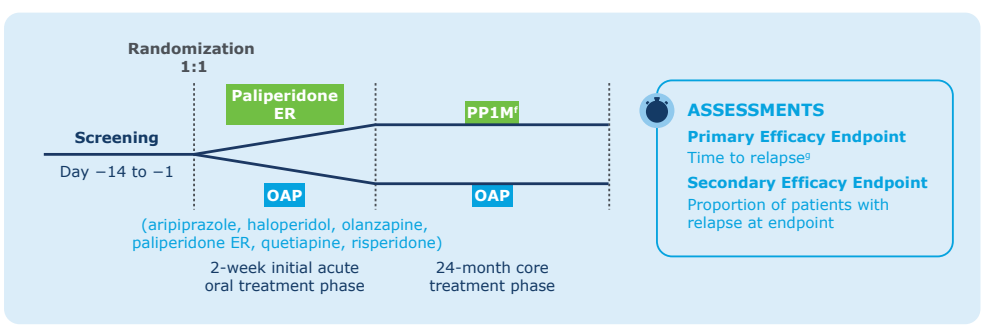 Randomization
1:1
Paliperidone
ER
PP1Mᶠ
Screening
Day −14 to −1
OAP
OAP
(aripiprazole, haloperidol, olanzapine,
paliperidone ER, quetiapine, risperidone)
2-week initial acute
oral treatment phase
24-month core
treatment phase
ASSESSMENTS
Primary Efficacy Endpoint
Time to relapseᵍ
Secondary Efficacy Endpoint
Proportion of patients with
relapse at endpoint